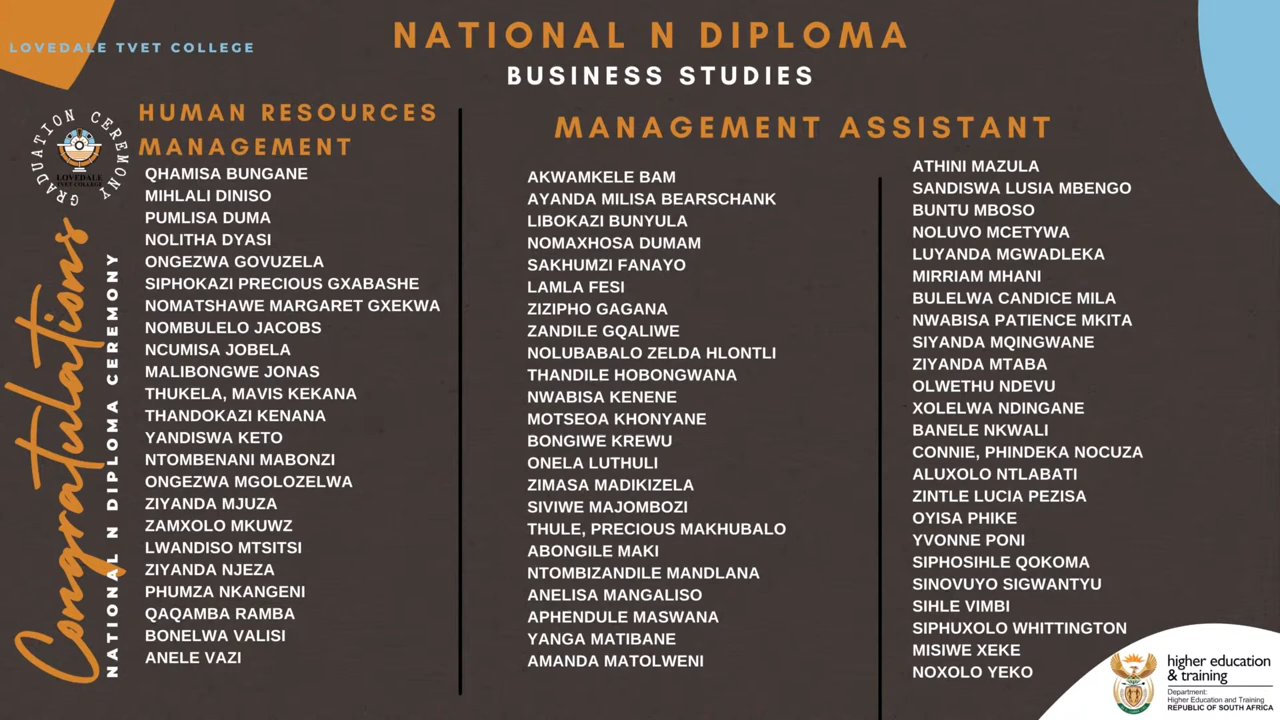 LOVEDALE TVET COLLEGE
NATIONAL N DIPLOMA
BUSINESS STUDIES
GRADUATION CEREMONY
LOVEDALE
TVET COLLEGE
Congratulations
NATIONAL N DIPLOMA CEREMONY
HUMAN RESOURCES
MANAGEMENT
QHAMISA BUNGANE
MIHLALI DINISO
PUMLISA DUMA
NOLITHA DYASI
ONGEZWA GOVUZELA
SIPHOKAZI PRECIOUS GXABASHE
NOMATSHAWE MARGARET GXEKWA
NOMBULELO JACOBS
NCUMISA JOBELA
MALIBONGWE JONAS
THUKELA, MAVIS KEKANA
THANDOKAZI KENANA
YANDISWA KETO
NTOMBENANI MABONZI
ONGEZWA MGOLOZELWA
ZIYANDA MJUZA
ZAMXOLO MKUWZ
LWANDISO MTSITSI
ZIYANDA NJEZA
PHUMZA NKANGENI
QAQAMBA RAMBA
BONELWA VALISI
ANELE VAZI
MANAGEMENT ASSISTANT
AKWAMKELE BAM
AYANDA MILISA BEARSCHANK
LIBOKAZI BUNYULA
NOMAXHOSA DUMAM
SAKHUMZI FANAYO
LAMLA FESI
ZIZIPHO GAGANA
ZANDILE GQALIWE
NOLUBABALO ZELDA HLONTLI
THANDILE HOBONGWANA
NWABISA KENENE
MOTSEOA KHONYANE
BONGIWE KREWU
ONELA LUTHULI
ZIMASA MADIKIZELA
SIVIWE MAJOMBOZI
THULE, PRECIOUS MAKHUBALO
ABONGILE MAKI
NTOMBIZANDILE MANDLANA
ANELISA MANGALISO
APHENDULE MASWANA
YANGA MATIBANE
AMANDA MATOLWENI
ATHINI MAZULA
SANDISWA LUSIA MBENGO
BUNTU MBOSO
NOLUVO MCETYWA
LUYANDA MGWADLEKA
MIRRIAM MHANI
BULELWA CANDICE MILA
NWABISA PATIENCE MKITA
SIYANDA MQINGWANE
ZIYANDA MTABA
OLWETHU NDEVU
XOLELWA NDINGANE
BANELE NKWALI
CONNIE, PHINDEKA NOCUZA
ALUXOLO NTLABATI
ZINTLE LUCIA PEZISA
OYISA PHIKE
YVONNE PONI
SIPHOSIHLE QOKOMA
SINOVUYO SIGWANTYU
SIHLE VIMBI
SIPHUXOLO WHITTINGTON
MISIWE XEKE
NOXOLO YEKO
higher education
& training
Department:
Higher Education and Training
REPUBLIC OF SOUTH AFRICA